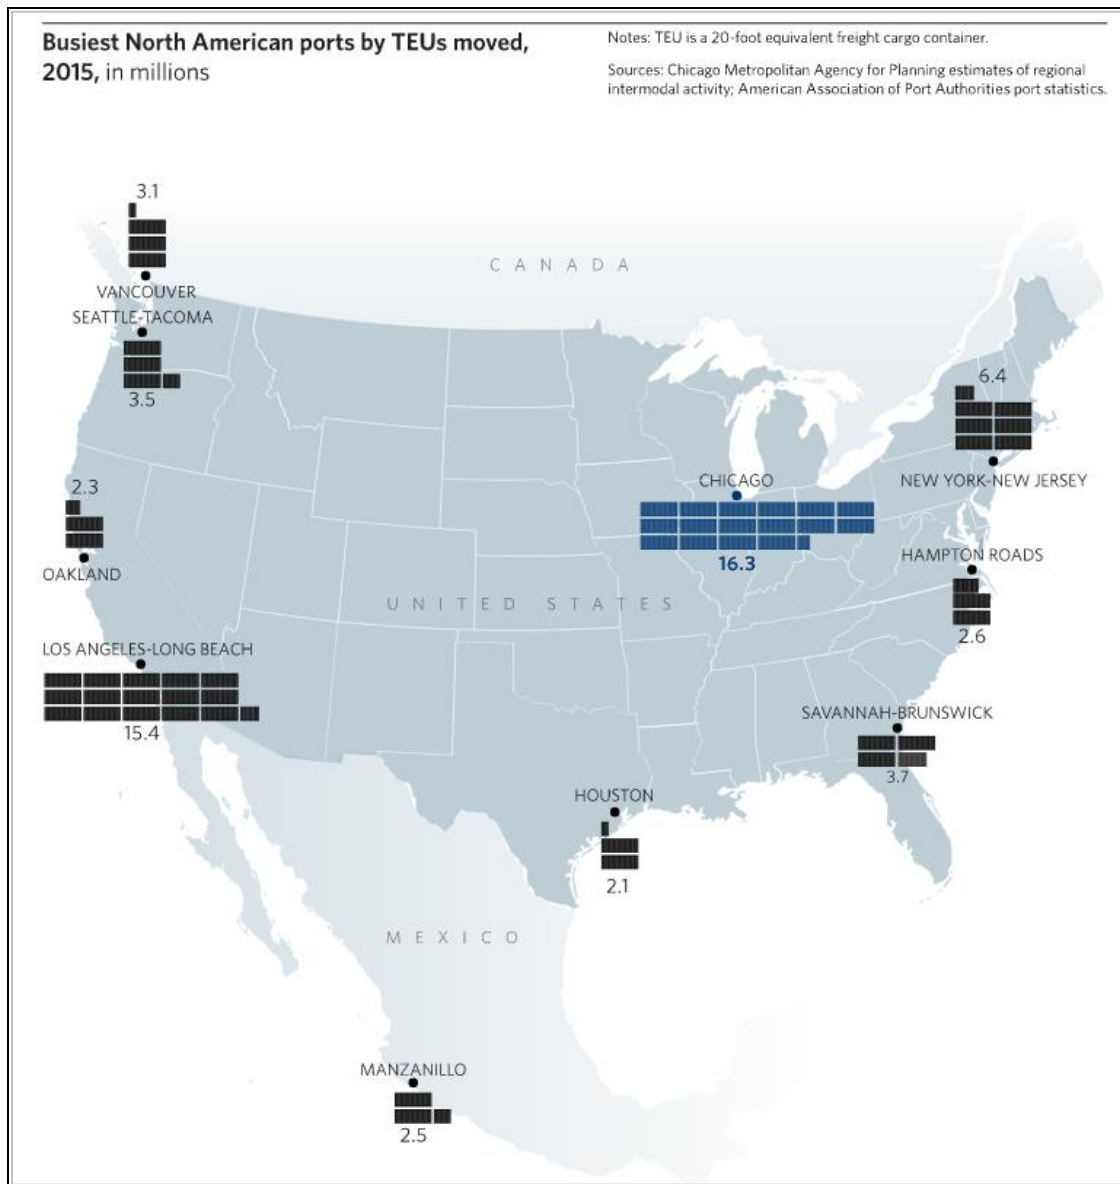 Busiest North American ports by TEUs moved,
2015, in millions
Notes: TEU is a 20-foot equivalent freight cargo container.
Sources: Chicago Metropolitan Agency for Planning estimates of regional
intermodal activity; American Association of Port Authorities port statistics.
3.1
VANCOUVER
CANADA
SEATTLE-TACOMA
3.5
6.4
NEW YORK-NEW JERSEY
CHICAGO
16.3
2.3
OAKLAND
HAMPTON ROADS
2.6
UNITED STATES
LOS ANGELES-LONG BEACH
15.4
SAVANNAH-BRUNSWICK
3.7
HOUSTON
2.1
MEXICO
MANZANILLO
2.5